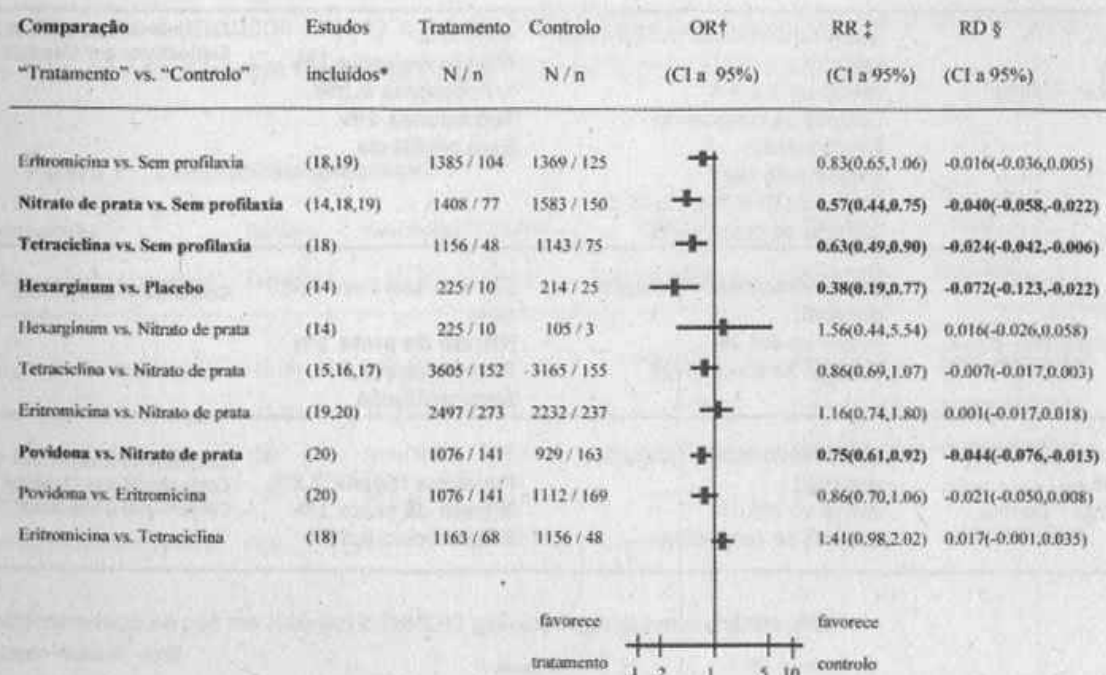 Comparação Estudos Tratamento Controlo OR† RR ‡ RD §
“Tratamento” vs. “Controlo” incluídos* N / n N / n (CI a 95%) (CI a 95%) (CI a 95%)
Eritromicina vs. Sem profilaxia (18,19) 1385 / 104 1369 / 125 0.83(0.65,1.06) -0.016(-0.036,0.005)
Nitrato de prata vs. Sem profilaxia (14,18,19) 1408 / 77 1583 / 150 0.57(0.44,0.75) -0.040(-0.058,-0.022)
Tetraciclina vs. Sem profilaxia (18) 1156 / 48 1143 / 75 0.63(0.49,0.90) -0.024(-0.042,-0.006)
Hexarginum vs. Placebo (14) 225 / 10 214 / 25 0.38(0.19,0.77) -0.072(-0.123,-0.022)
Hexarginum vs. Nitrato de prata (14) 225 / 10 105 / 3 1.56(0.44,5.54) 0.016(-0.026,0.058)
Tetraciclina vs. Nitrato de prata (15,16,17) 3605 / 152 3165 / 155 0.86(0.69,1.07) -0.007(-0.017,0.003)
Eritromicina vs. Nitrato de prata (19,20) 2497 / 273 2232 / 237 1.16(0.74,1.80) 0.001(-0.017,0.018)
Povidona vs. Nitrato de prata (20) 1076 / 141 929 / 163 0.75(0.61,0.92) -0.044(-0.076,-0.013)
Povidona vs. Eritromicina (20) 1076 / 141 1112 / 169 0.86(0.70,1.06) -0.021(-0.050,0.008)
Eritromicina vs. Tetraciclina (18) 1163 / 68 1156 / 48 1.41(0.98,2.02) 0.017(-0.001,0.035)
favorece favorece
tratamento .1 .2 1 5 10 controlo